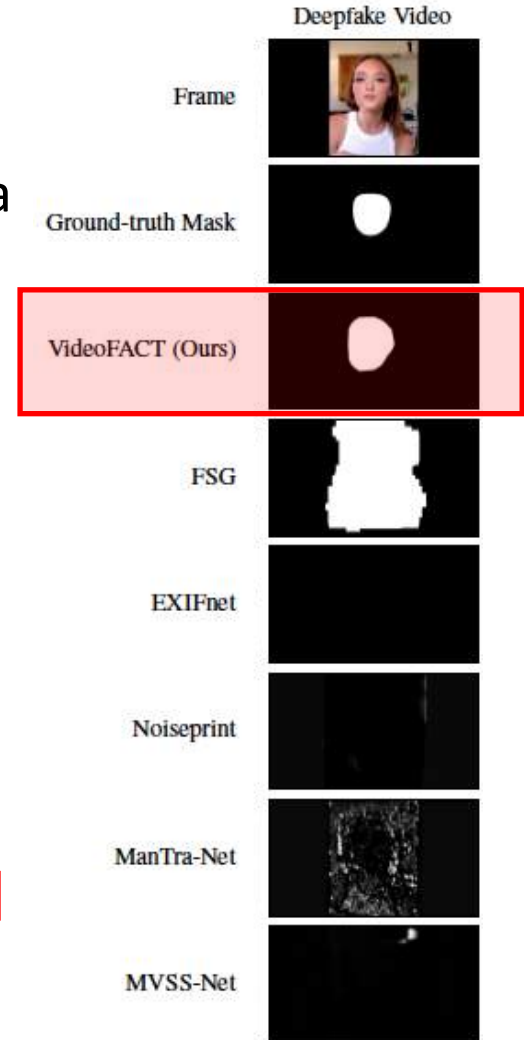 Deepfake Video
Frame
a
Ground-truth Mask
VideoFACT (Ours)
FSG
EXIFnet
Noiseprint
ManTra-Net
MVSS-Net